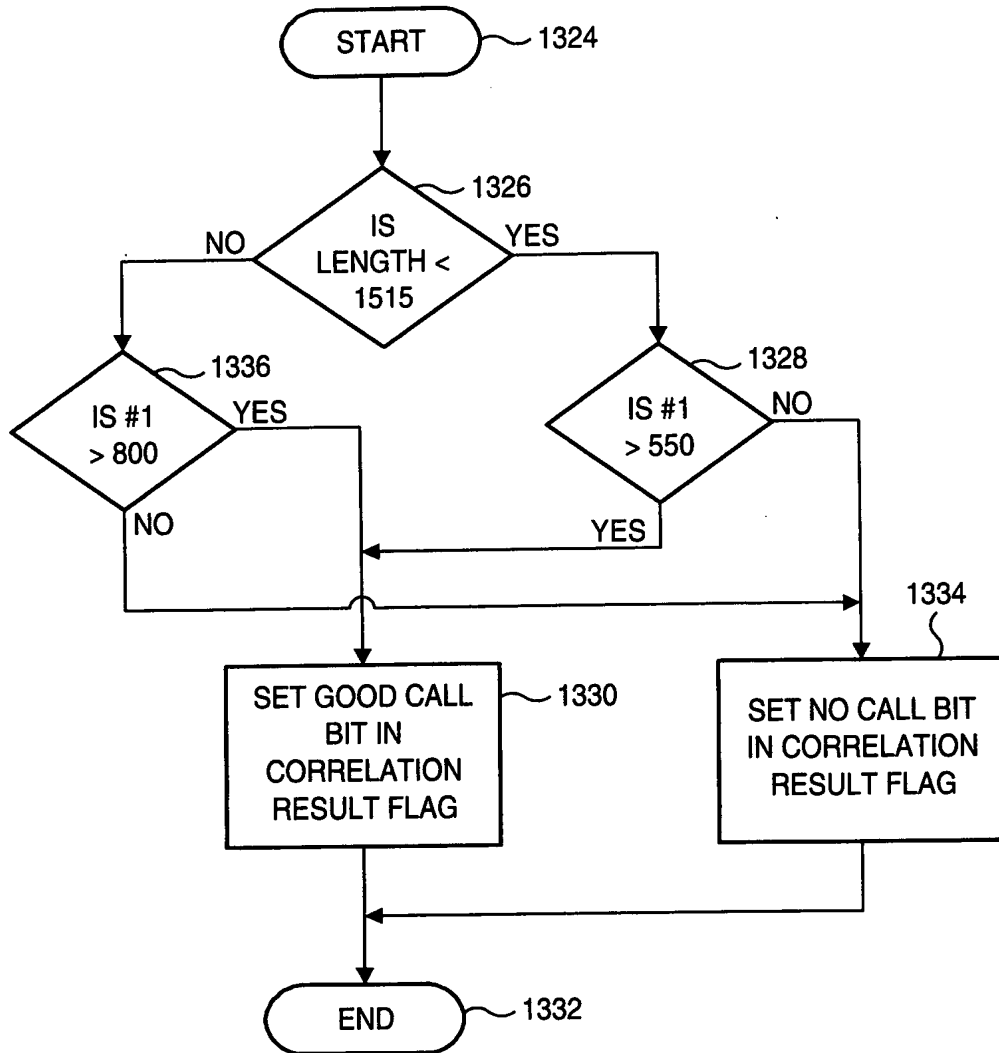 START
1324
1326
IS
LENGTH <
1515
NO
YES
1336
IS #1
> 800
YES
NO
1328
IS #1
> 550
NO
YES
1334
SET GOOD CALL
BIT IN
CORRELATION
RESULT FLAG
1330
SET NO CALL BIT
IN CORRELATION
RESULT FLAG
END
1332